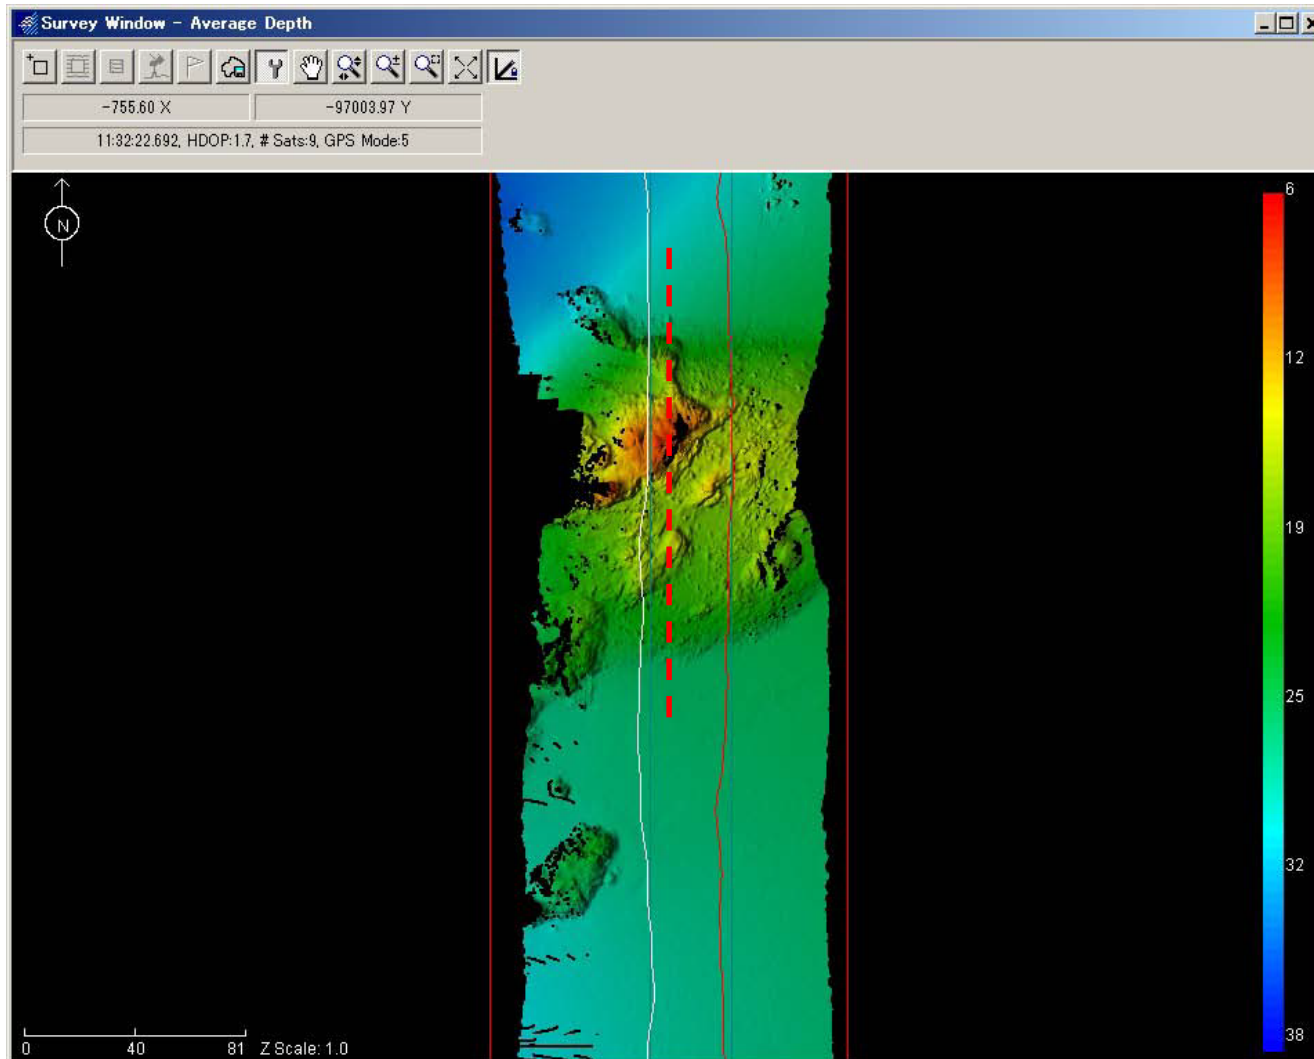 Survey Window - Average Depth
-755.60 X
-97003.97 Y
11:32:22.692, HDOP:1.7, # Sats:9, GPS Mode:5
N
6
12
19
25
32
38
0 40 81 Z Scale: 1.0